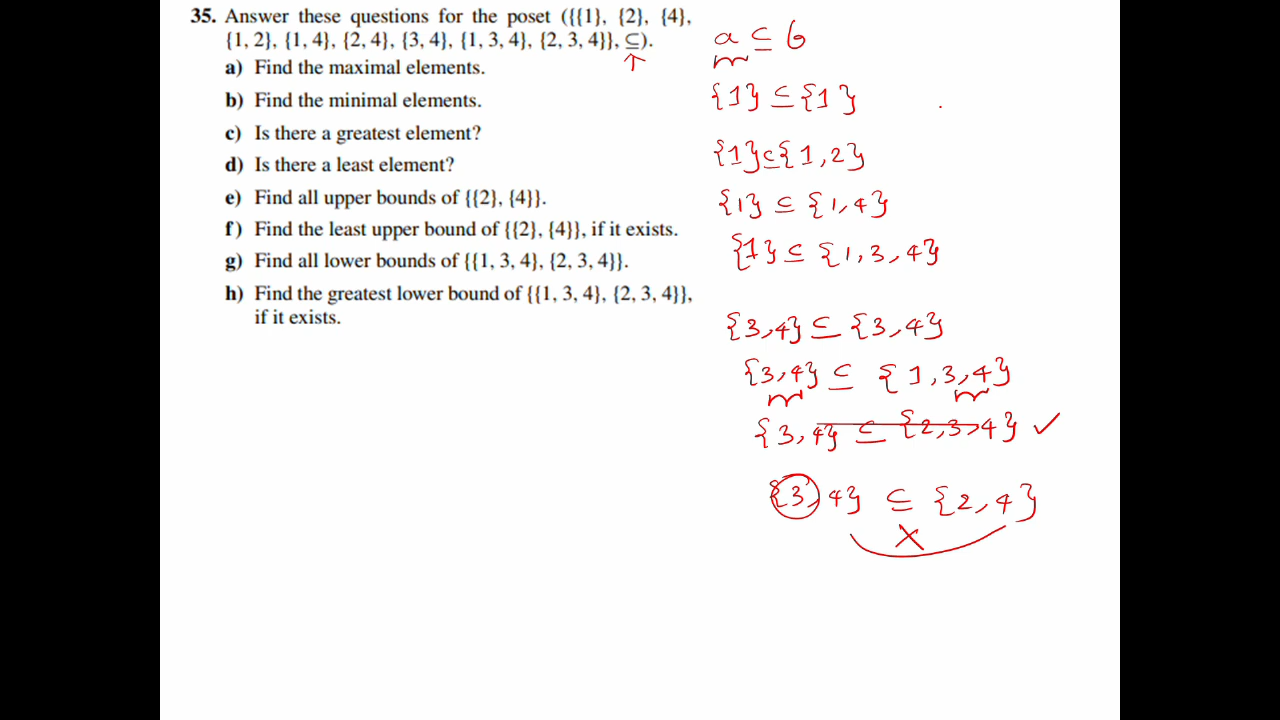 35. Answer these questions for the poset ({{1}, {2}, {4},
{1, 2}, {1, 4}, {2, 4}, {3, 4}, {1, 3, 4}, {2, 3, 4}}, ⊆).
a) Find the maximal elements.
b) Find the minimal elements.
c) Is there a greatest element?
d) Is there a least element?
e) Find all upper bounds of {{2}, {4}}.
f) Find the least upper bound of {{2}, {4}}, if it exists.
g) Find all lower bounds of {{1, 3, 4}, {2, 3, 4}}.
h) Find the greatest lower bound of {{1, 3, 4}, {2, 3, 4}},
if it exists.
a ⊆ b
{1} ⊆ {1}
{1} ⊆ {1,2}
{1} ⊆ {1,4}
{1} ⊆ {1,3,4}
{3,4} ⊆ {3,4}
{3,4} ⊆ {1,3,4}
{3,4} ⊆ {2,3,4} ✓
{3,4} ⊆ {2,4}
X